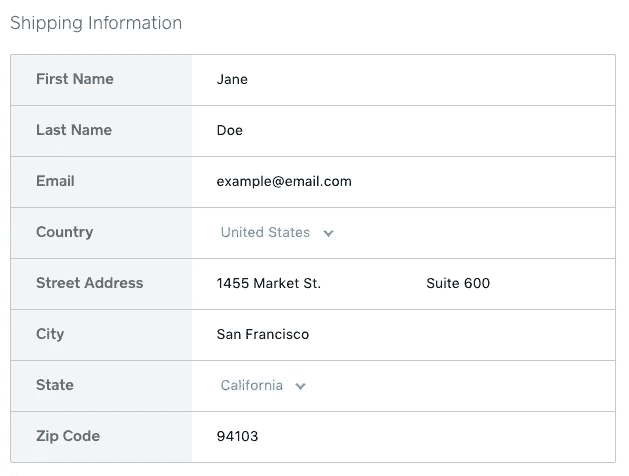 Shipping Information
First Name Jane
Last Name Doe
Email example@email.com
Country United States
Street Address 1455 Market St. Suite 600
City San Francisco
State California
Zip Code 94103